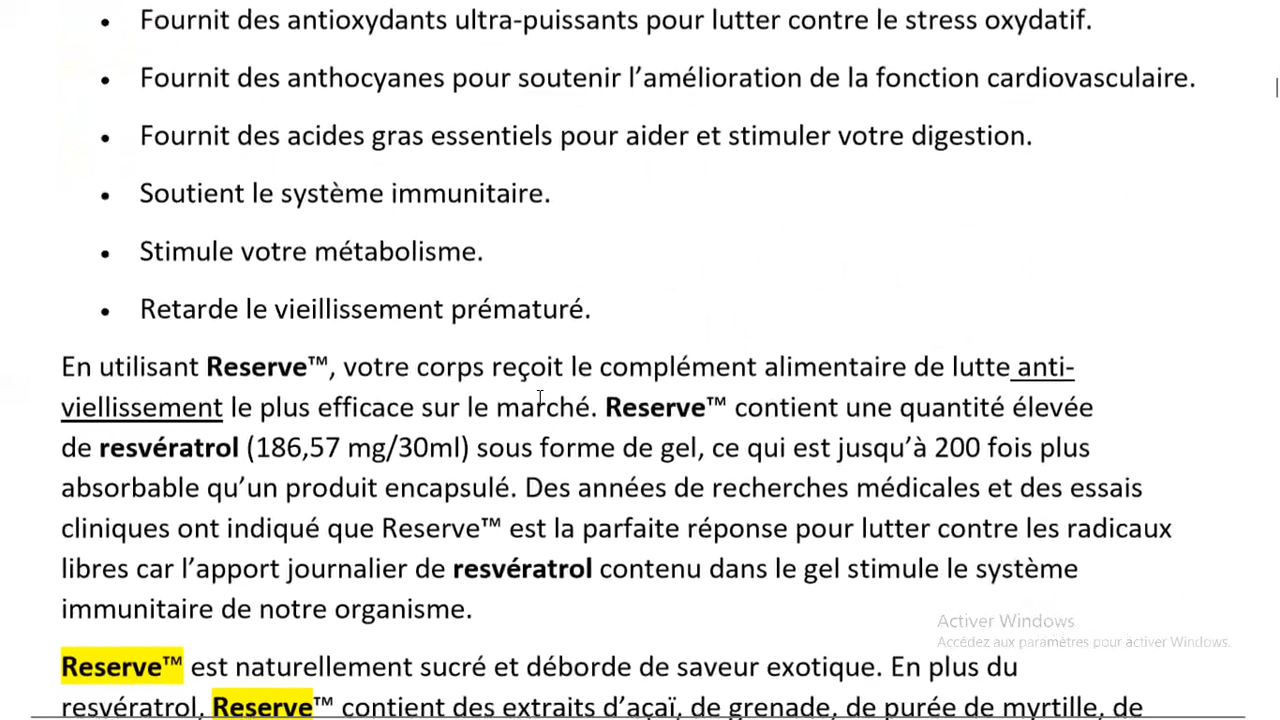 • Fournit des antioxydants ultra-puissants pour lutter contre le stress oxydatif.
• Fournit des anthocyanes pour soutenir l’amélioration de la fonction cardiovasculaire.
• Fournit des acides gras essentiels pour aider et stimuler votre digestion.
• Soutient le système immunitaire.
• Stimule votre métabolisme.
• Retarde le vieillissement prématuré.
En utilisant Reserve™, votre corps reçoit le complément alimentaire de lutte anti-
viellissement le plus efficace sur le marché. Reserve™ contient une quantité élevée
de resvératrol (186,57 mg/30ml) sous forme de gel, ce qui est jusqu’à 200 fois plus
absorbable qu’un produit encapsulé. Des années de recherches médicales et des essais
cliniques ont indiqué que Reserve™ est la parfaite réponse pour lutter contre les radicaux
libres car l’apport journalier de resvératrol contenu dans le gel stimule le système
immunitaire de notre organisme.
Activer Windows
Accédez aux paramètres pour activer Windows.
Reserve™ est naturellement sucré et déborde de saveur exotique. En plus du
resvératrol, Reserve™ contient des extraits d’açaï, de grenade, de purée de myrtille, de